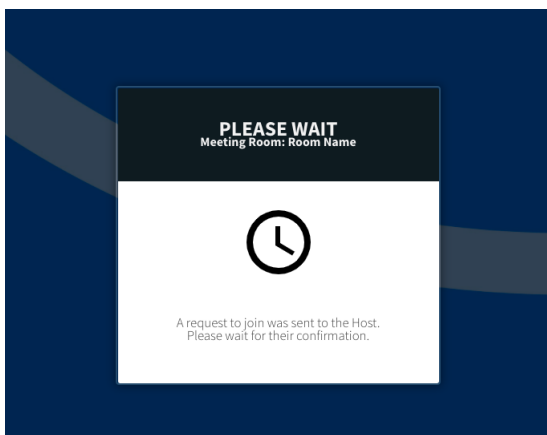 PLEASE WAIT
Meeting Room: Room Name
A request to join was sent to the Host.
Please wait for their confirmation.